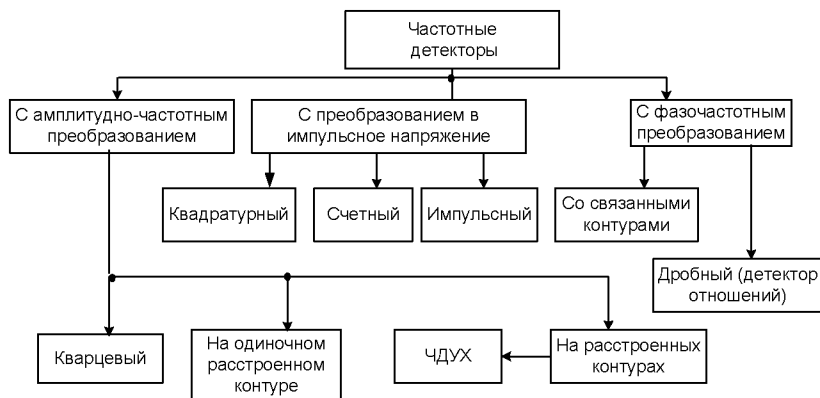 Частотные
детекторы
С амплитудно-частотным
преобразованием
С преобразованием в
импульсное напряжение
С фазочастотным
преобразованием
Квадратурный
Счетный
Импульсный
Со связанными
контурами
Дробный (детектор
отношений)
Кварцевый
На одиночном
расстроенном
контуре
ЧДУХ
На расстроенных
контурах